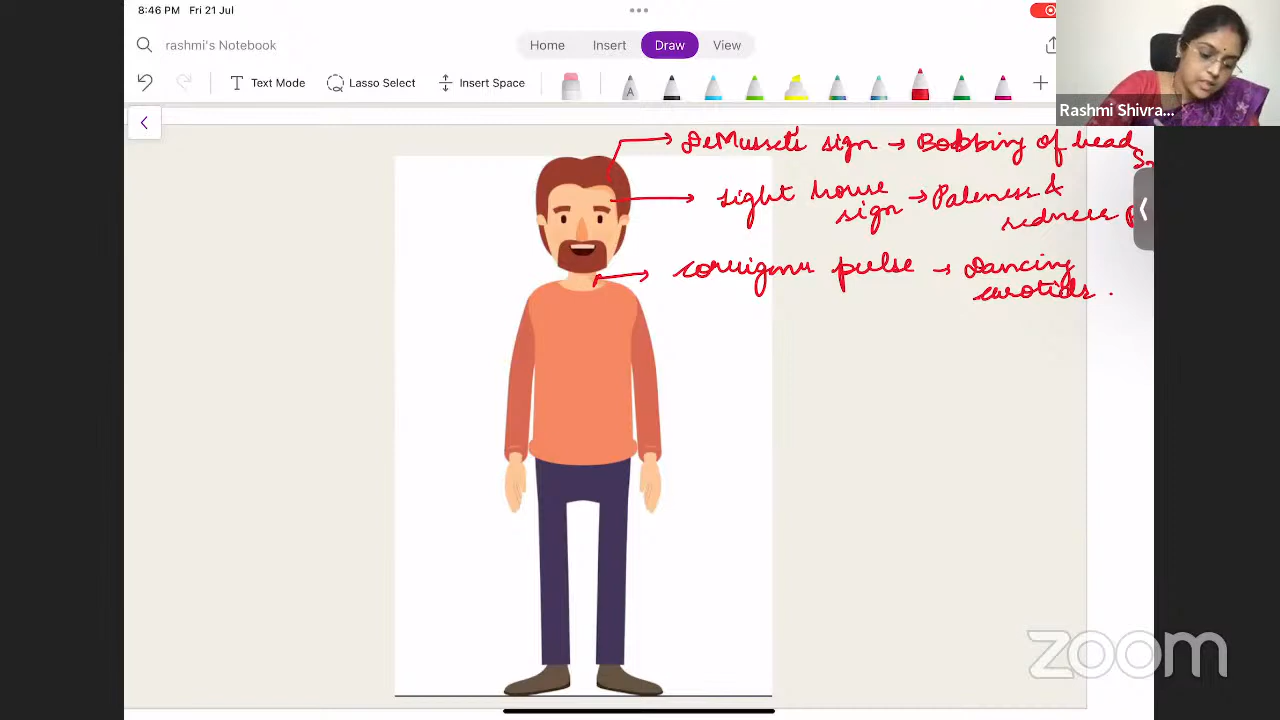 8:46 PM Fri 21 Jul
rashmi's Notebook
Home Insert Draw View
Text Mode Lasso Select Insert Space
A
Rashmi Shivra...
DeMusset's sign → Bobbing of head
Light house → Paleness &
sign redness
Corrigans pulse → Dancing
carotids.
zoom